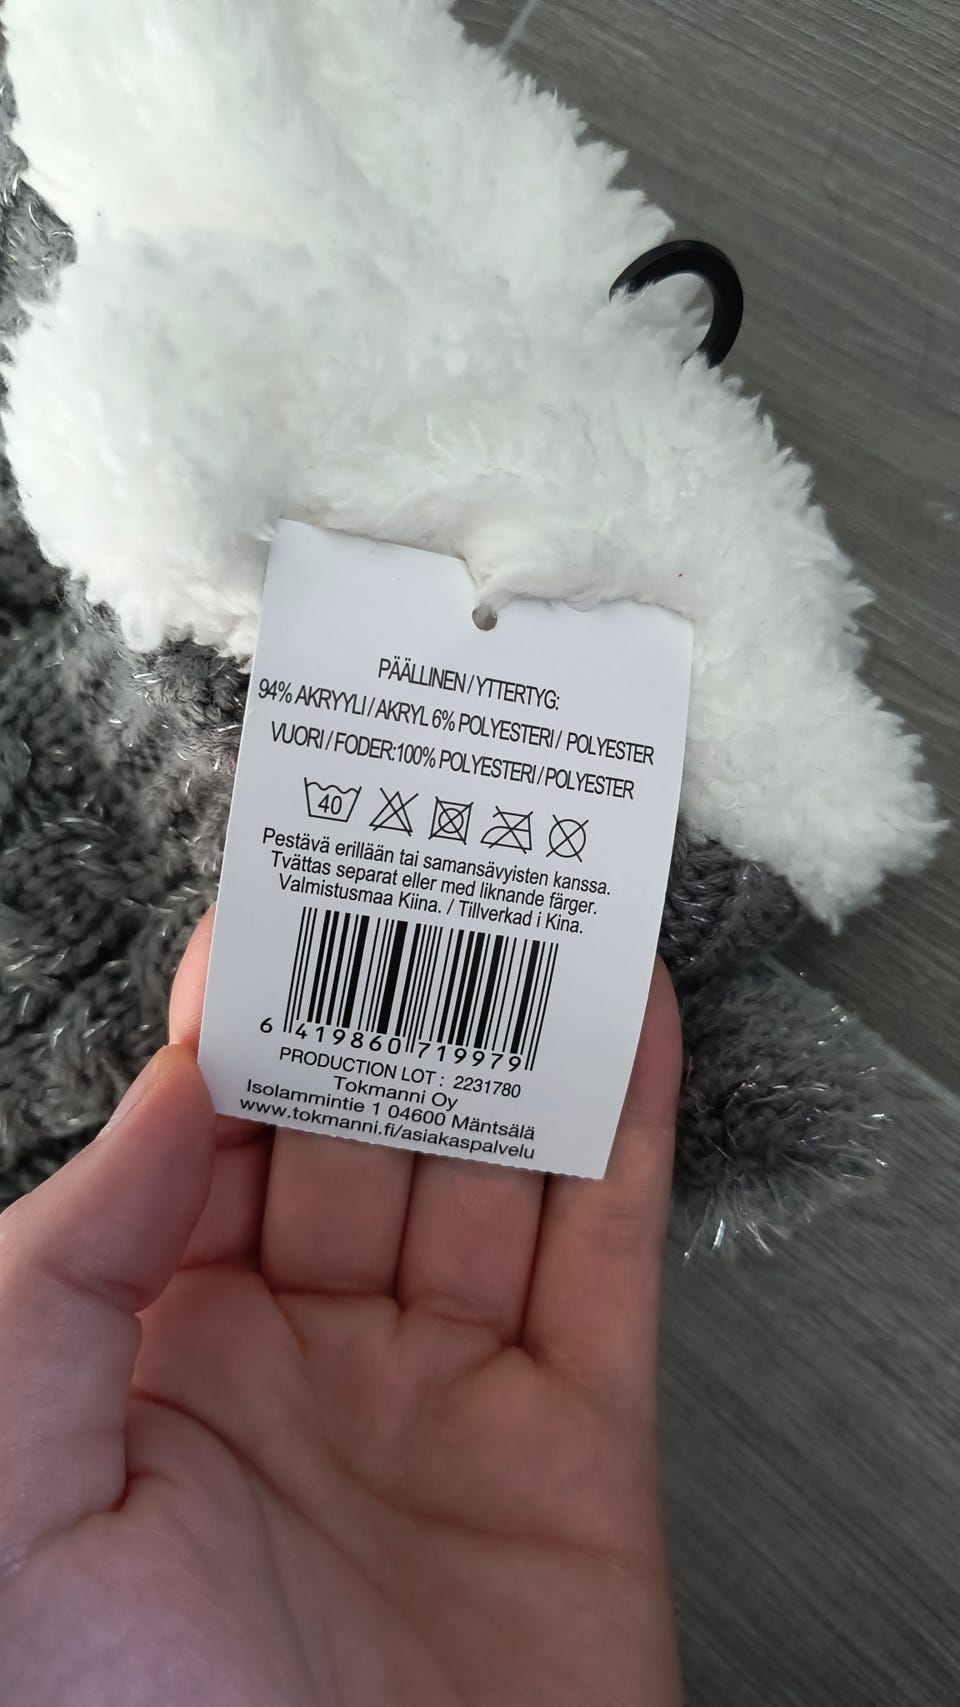 PÄÄLLINEN / YTTERTYG:
94% AKRYYLI / AKRYL 6% POLYESTERI / POLYESTER
VUORI / FODER:100% POLYESTERI / POLYESTER
40
Pestävä erillään tai samansävyisten kanssa.
Tvättas separat eller med liknande färger.
Valmistusmaa Kiina. / Tillverkad i Kina.
6 419860 719979
PRODUCTION LOT : 2231780
Tokmanni Oy
Isolammintie 1 04600 Mäntsälä
www.tokmanni.fi/asiakaspalvelu